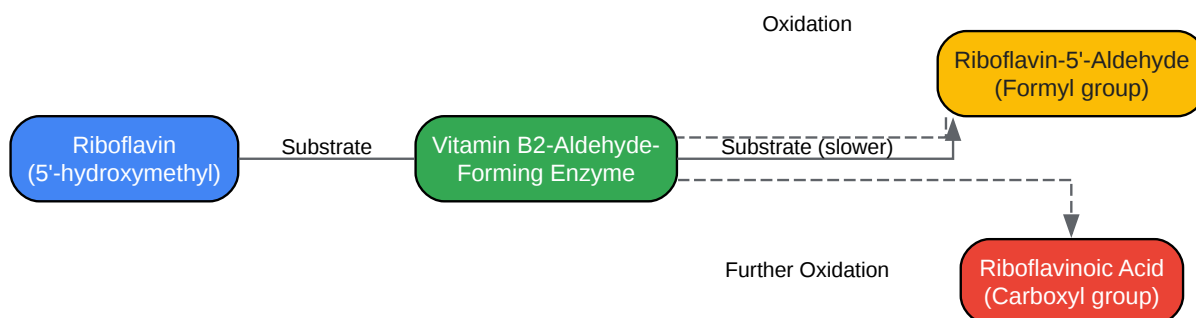 Oxidation
Riboflavin-5'-Aldehyde
(Formyl group)
Riboflavin
(5'-hydroxymethyl)
Substrate
Vitamin B2-Aldehyde-
Forming Enzyme
Substrate (slower)
Further Oxidation
Riboflavinoic Acid
(Carboxyl group)